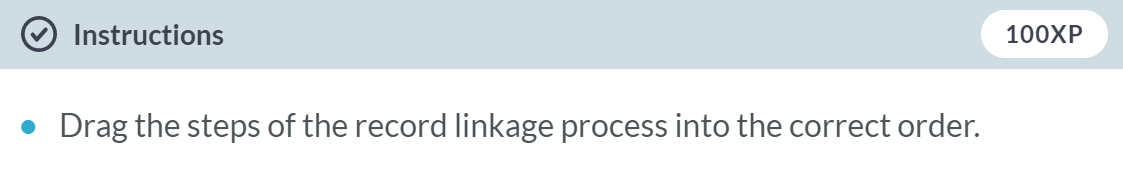 Instructions
100XP
Drag the steps of the record linkage process into the correct order.